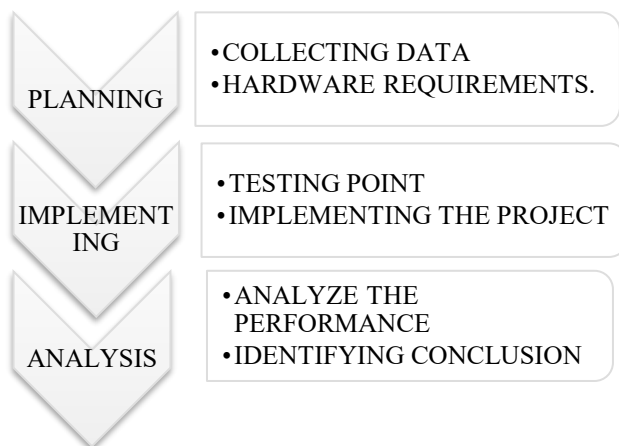 PLANNING
•COLLECTING DATA
•HARDWARE REQUIREMENTS.
IMPLEMENT
ING
•TESTING POINT
•IMPLEMENTING THE PROJECT
ANALYSIS
•ANALYZE THE
PERFORMANCE
•IDENTIFYING CONCLUSION